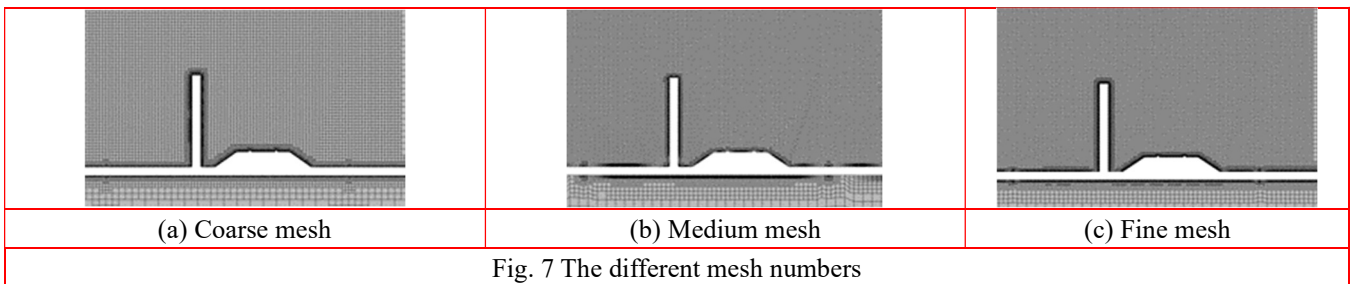 (a) Coarse mesh
(b) Medium mesh
(c) Fine mesh
Fig. 7 The different mesh numbers